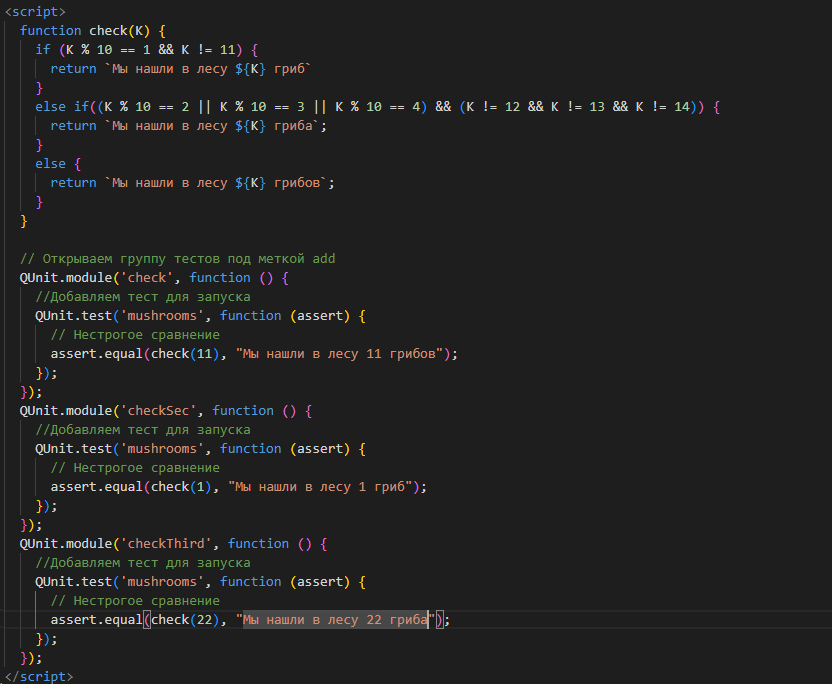 <script>
function check(K) {
if (K % 10 == 1 && K != 11) {
return `Мы нашли в лесу ${K} гриб`
}
else if((K % 10 == 2 || K % 10 == 3 || K % 10 == 4) && (K != 12 && K != 13 && K != 14)) {
return `Мы нашли в лесу ${K} гриба`;
}
else {
return `Мы нашли в лесу ${K} грибов`;
}
}
// Открываем группу тестов под меткой add
QUnit.module('check', function () {
//Добавляем тест для запуска
QUnit.test('mushrooms', function (assert) {
// Нестрогое сравнение
assert.equal(check(11), "Мы нашли в лесу 11 грибов");
});
});
QUnit.module('checkSec', function () {
//Добавляем тест для запуска
QUnit.test('mushrooms', function (assert) {
// Нестрогое сравнение
assert.equal(check(1), "Мы нашли в лесу 1 гриб");
});
});
QUnit.module('checkThird', function () {
//Добавляем тест для запуска
QUnit.test('mushrooms', function (assert) {
// Нестрогое сравнение
assert.equal(check(22), "Мы нашли в лесу 22 гриба");
});
});
</script>